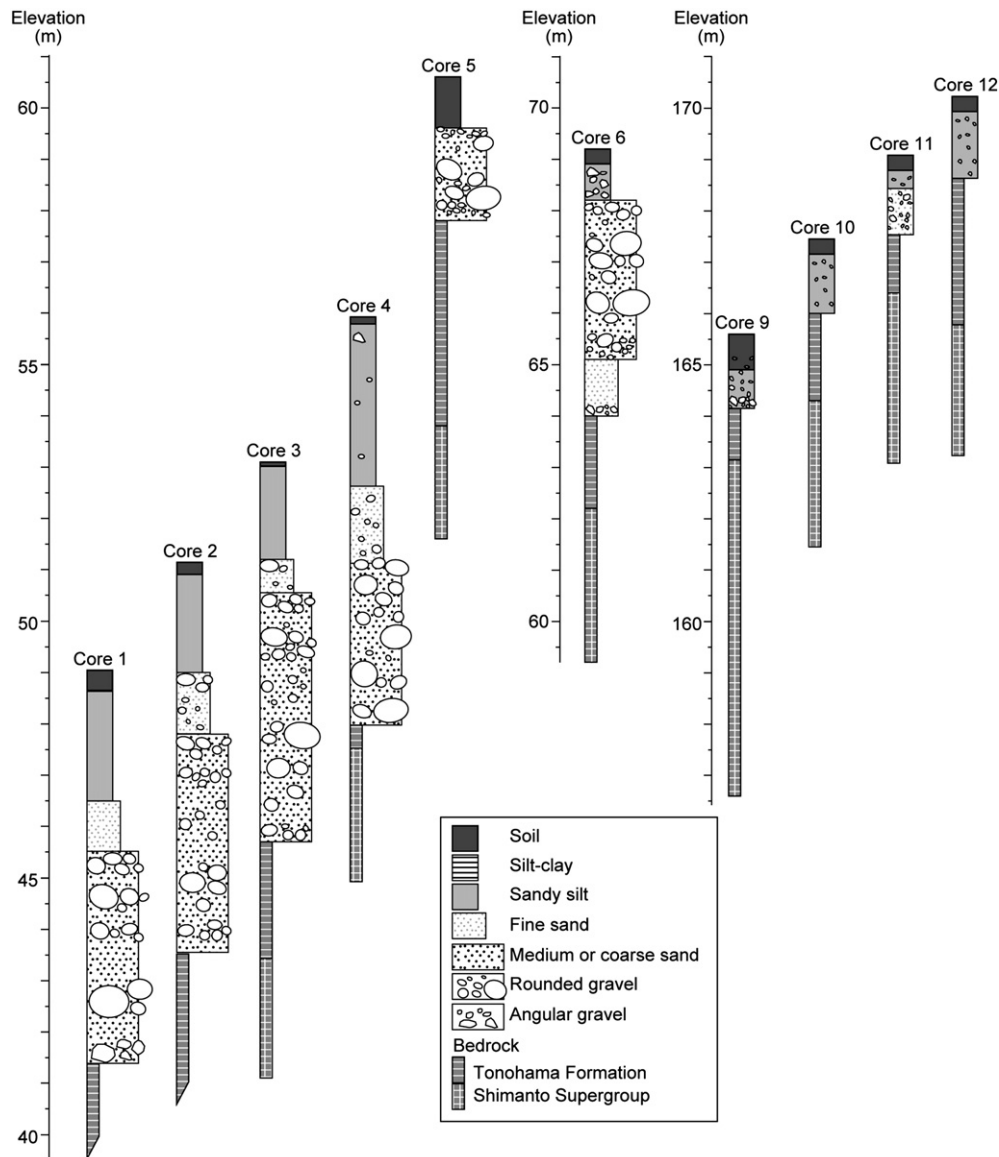 Elevation
(m)
60
55
50
45
40
Core 1
Core 2
Core 3
Core 4
Core 5
Elevation
(m)
70
65
60
Core 6
Elevation
(m)
170
165
160
Core 9
Core 10
Core 11
Core 12
Soil
Silt-clay
Sandy silt
Fine sand
Medium or coarse sand
Rounded gravel
Angular gravel
Bedrock
Tonohama Formation
Shimanto Supergroup